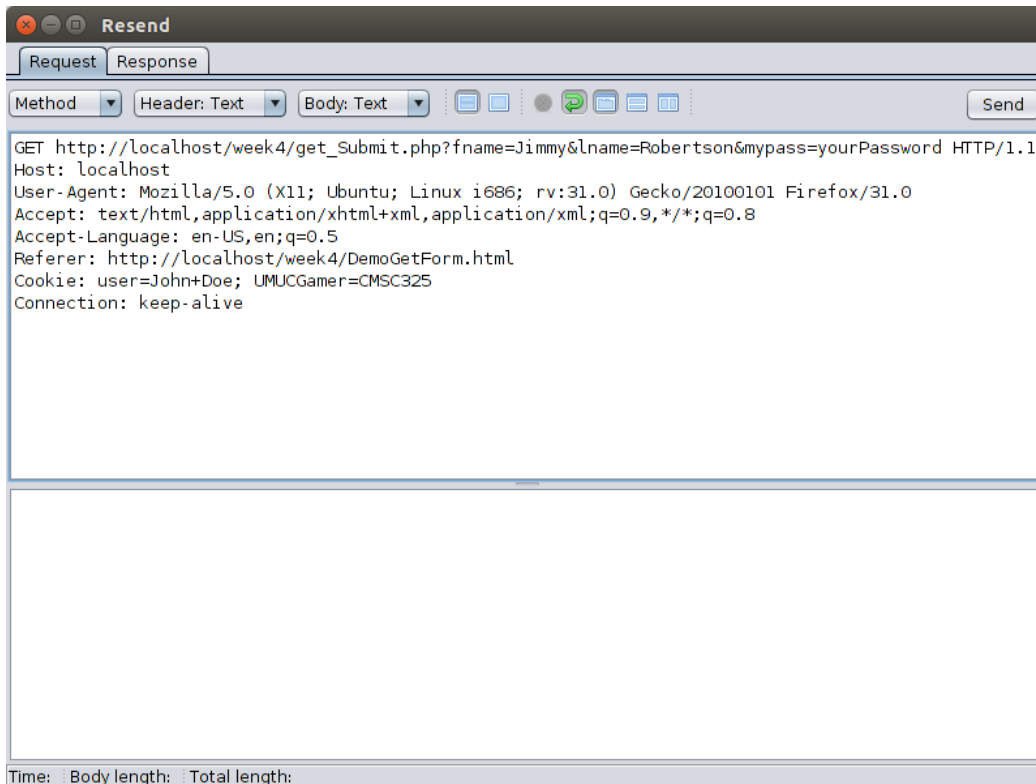 Resend
Request Response
Method Header: Text Body: Text Send
GET http://localhost/week4/get_Submit.php?fname=Jimmy&lname=Robertson&mypass=yourPassword HTTP/1.1
Host: localhost
User-Agent: Mozilla/5.0 (X11; Ubuntu; Linux i686; rv:31.0) Gecko/20100101 Firefox/31.0
Accept: text/html,application/xhtml+xml,application/xml;q=0.9,*/*;q=0.8
Accept-Language: en-US,en;q=0.5
Referer: http://localhost/week4/DemoGetForm.html
Cookie: user=John+Doe; UMUCGamer=CMSC325
Connection: keep-alive
Time: Body length: Total length: